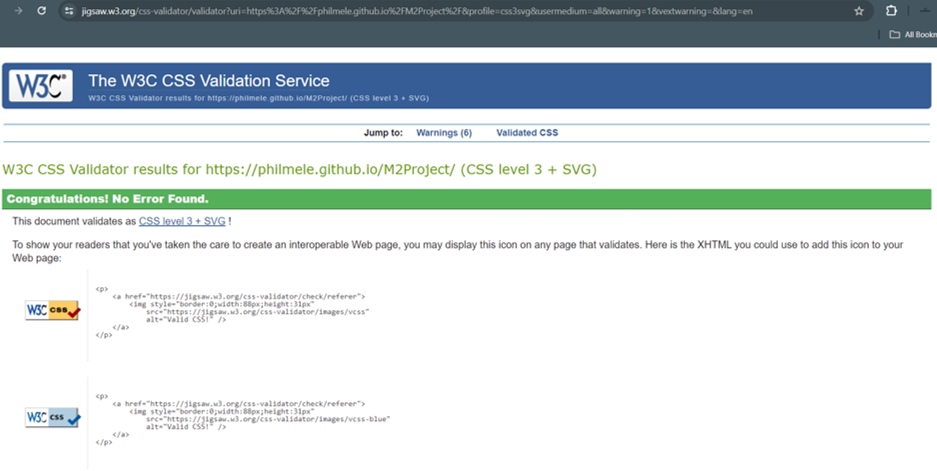 jigsaw.w3.org/css-validator/validator?uri=https%3A%2F%2Fphilmele.github.io%2FM2Project%2F&profile=css3svg&usermedium=all&warning=1&vextwarning=&lang=en
All Bookm
W3C® The W3C CSS Validation Service
W3C CSS Validator results for https://philmele.github.io/M2Project/ (CSS level 3 + SVG)
Jump to: Warnings (6) Validated CSS
W3C CSS Validator results for https://philmele.github.io/M2Project/ (CSS level 3 + SVG)
Congratulations! No Error Found.
This document validates as CSS level 3 + SVG !
To show your readers that you've taken the care to create an interoperable Web page, you may display this icon on any page that validates. Here is the XHTML you could use to add this icon to your
Web page:
W3C css
<p>
<a href="https://jigsaw.w3.org/css-validator/check/referer">
<img style="border:0;width:88px;height:31px"
src="https://jigsaw.w3.org/css-validator/images/vcss"
alt="Valid CSS!" />
</a>
</p>
W3C css
<p>
<a href="https://jigsaw.w3.org/css-validator/check/referer">
<img style="border:0;width:88px;height:31px"
src="https://jigsaw.w3.org/css-validator/images/vcss-blue"
alt="Valid CSS!" />
</a>
</p>